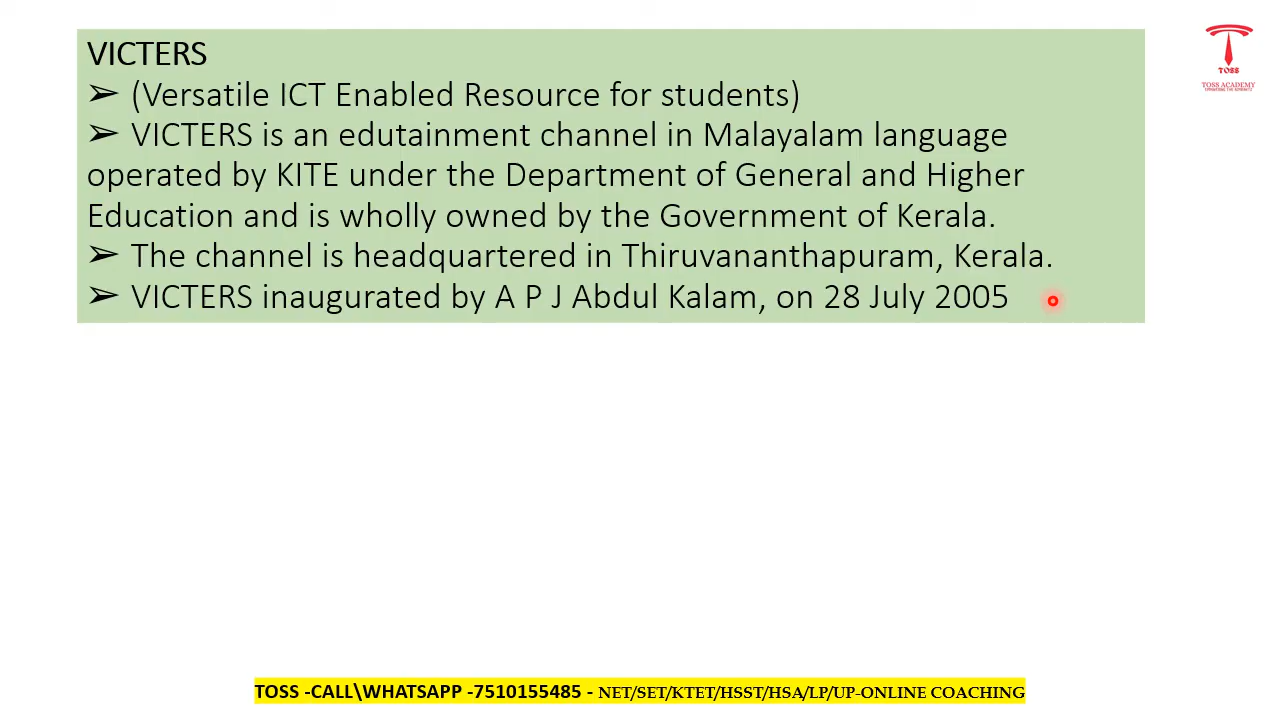 VICTERS
➢ (Versatile ICT Enabled Resource for students)
➢ VICTERS is an edutainment channel in Malayalam language
operated by KITE under the Department of General and Higher
Education and is wholly owned by the Government of Kerala.
➢ The channel is headquartered in Thiruvananthapuram, Kerala.
➢ VICTERS inaugurated by A P J Abdul Kalam, on 28 July 2005
TOSS
TOSS ACADEMY
TOSS -CALL\WHATSAPP -7510155485 - NET/SET/KTET/HSST/HSA/LP/UP-ONLINE COACHING